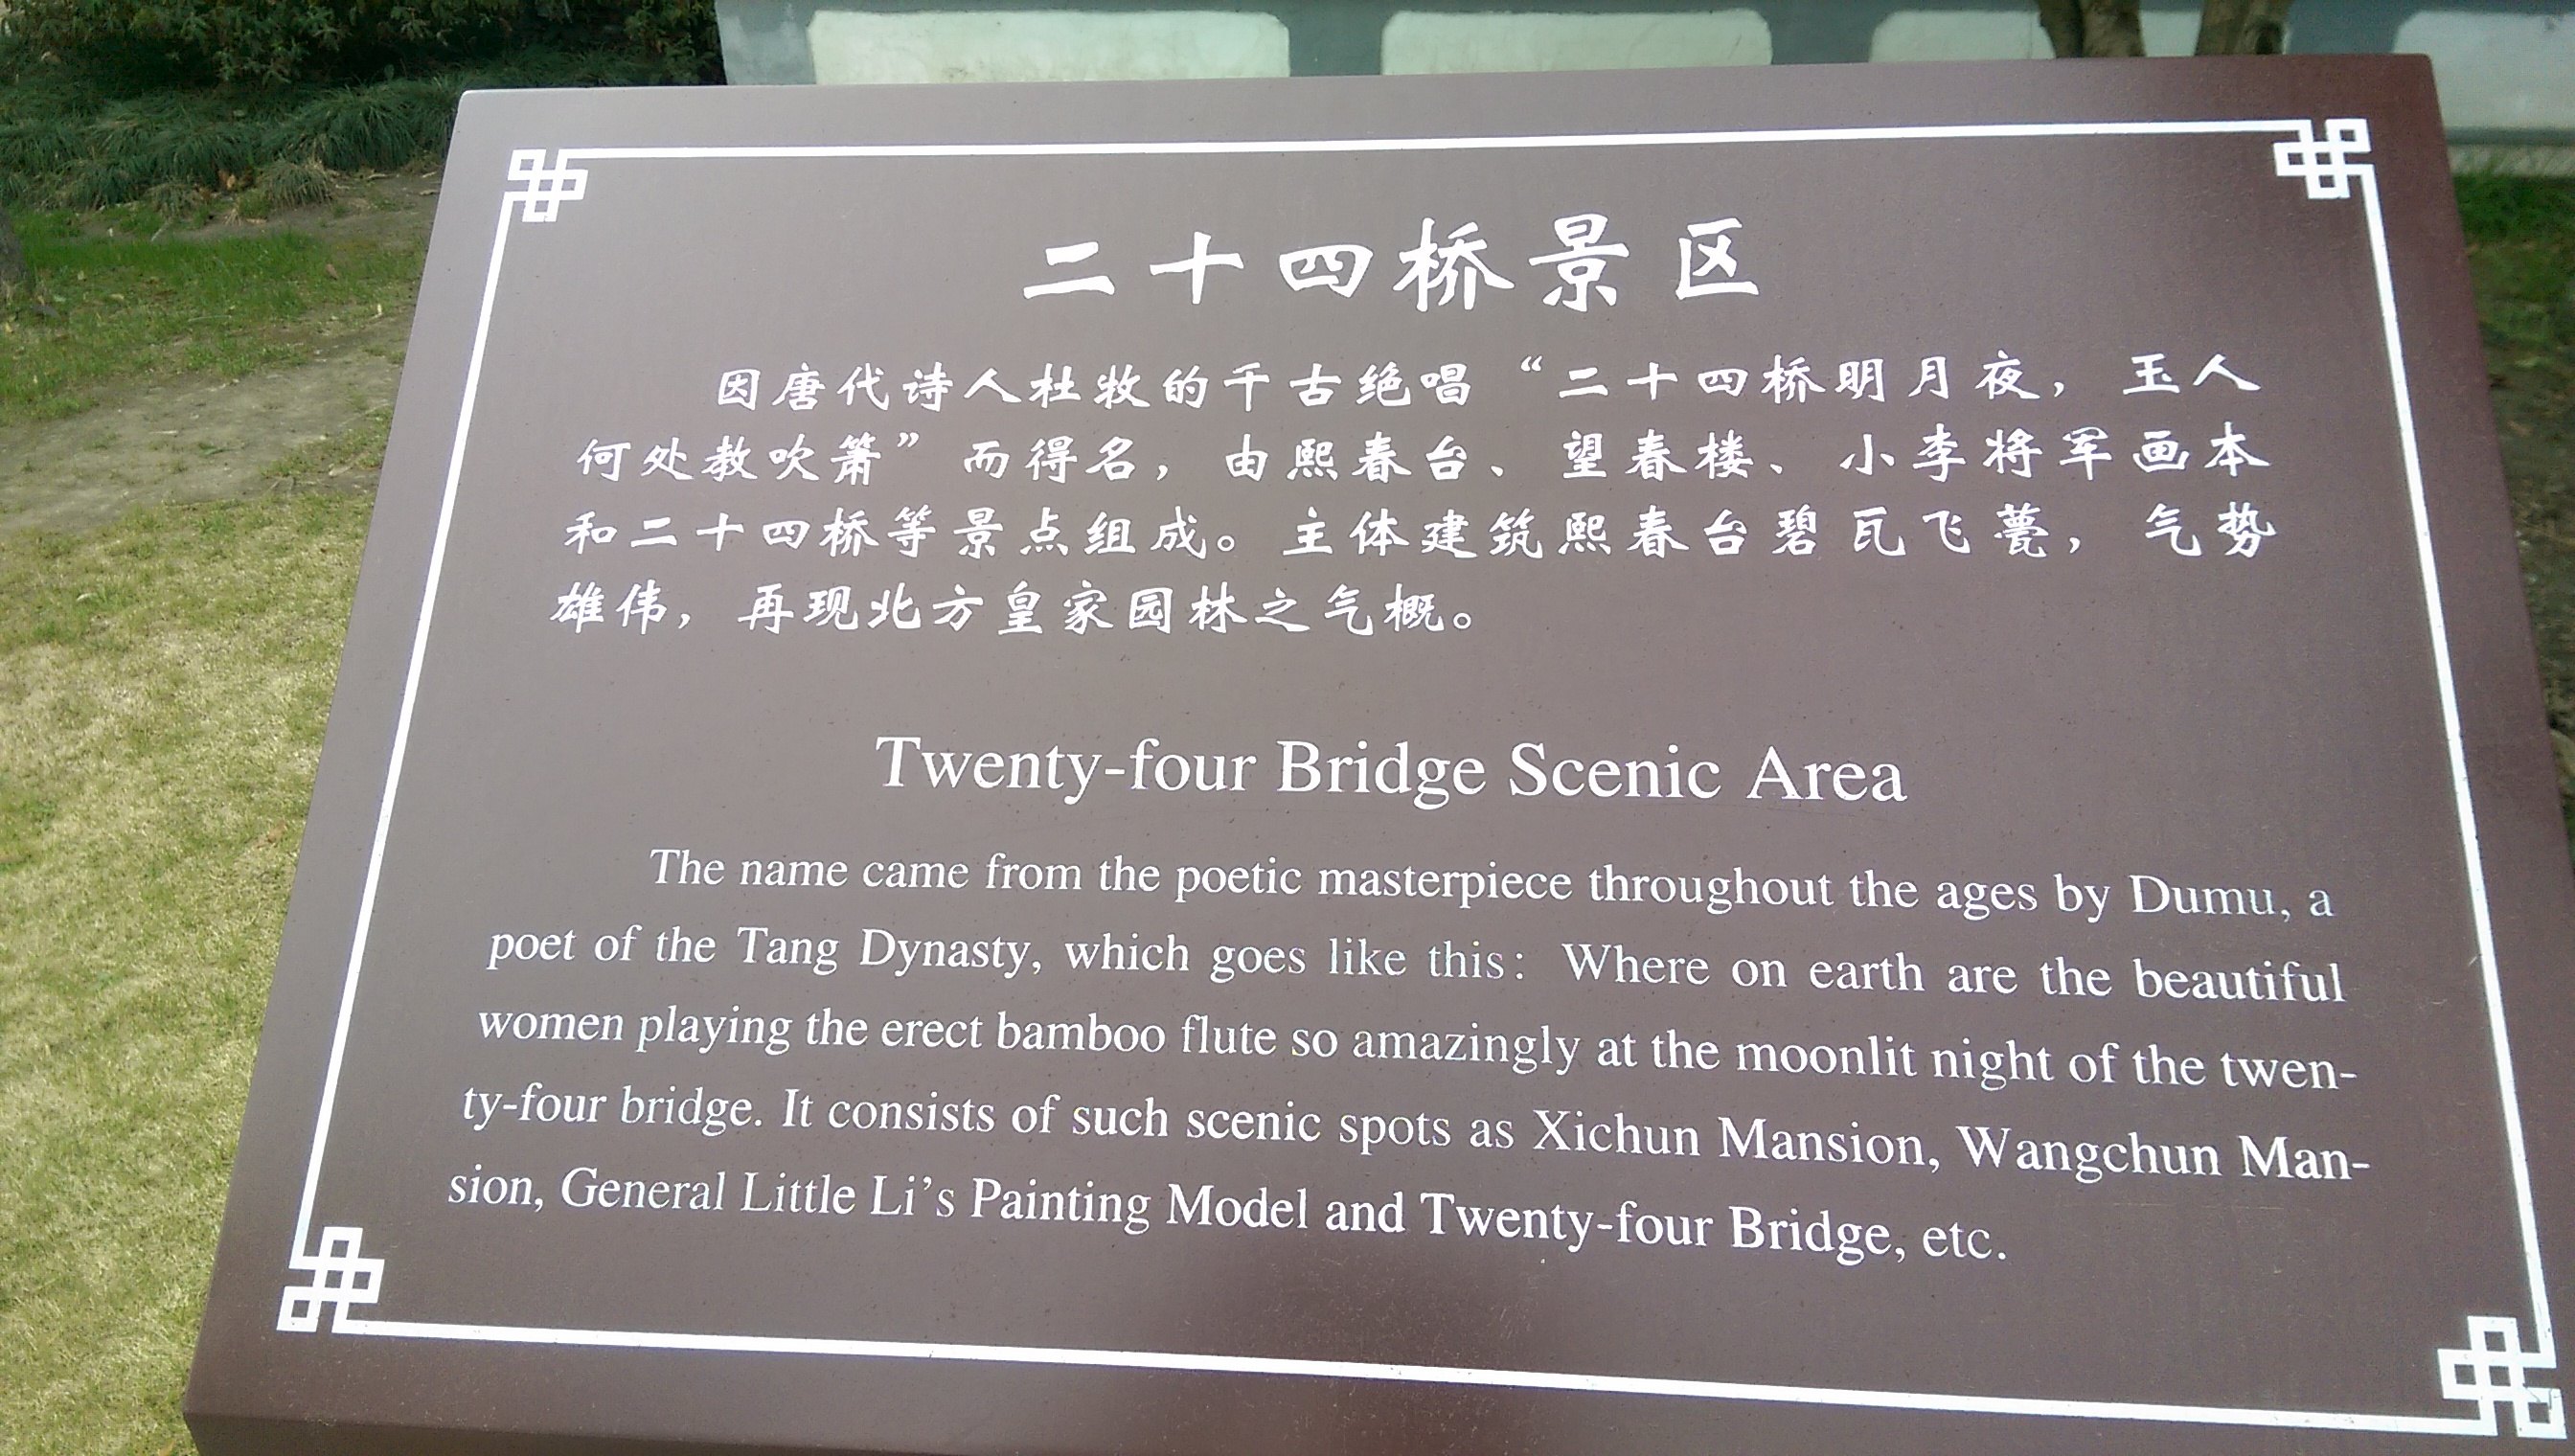 二十四桥景区
因唐代诗人杜牧的千古绝唱“二十四桥明月夜，玉人
何处教吹箫”而得名，由熙春台、望春楼、小李将军画本
和二十四桥等景点组成。主体建筑熙春台碧瓦飞甍，气势
雄伟，再现北方皇家园林之气概。
Twenty-four Bridge Scenic Area
The name came from the poetic masterpiece throughout the ages by Dumu, a
poet of the Tang Dynasty, which goes like this: Where on earth are the beautiful
women playing the erect bamboo flute so amazingly at the moonlit night of the twen-
ty-four bridge. It consists of such scenic spots as Xichun Mansion, Wangchun Man-
sion, General Little Li’s Painting Model and Twenty-four Bridge, etc.